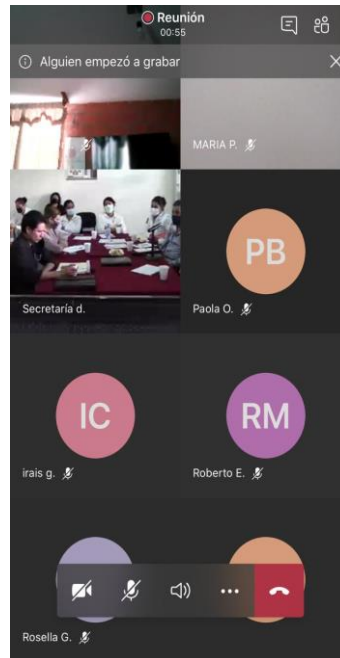 Reunión
00:55
Alguien empezó a grabar
MARIA P.
Secretaría d.
Paola O.
PB
IC
RM
irais g.
Roberto E.
Rosella G.